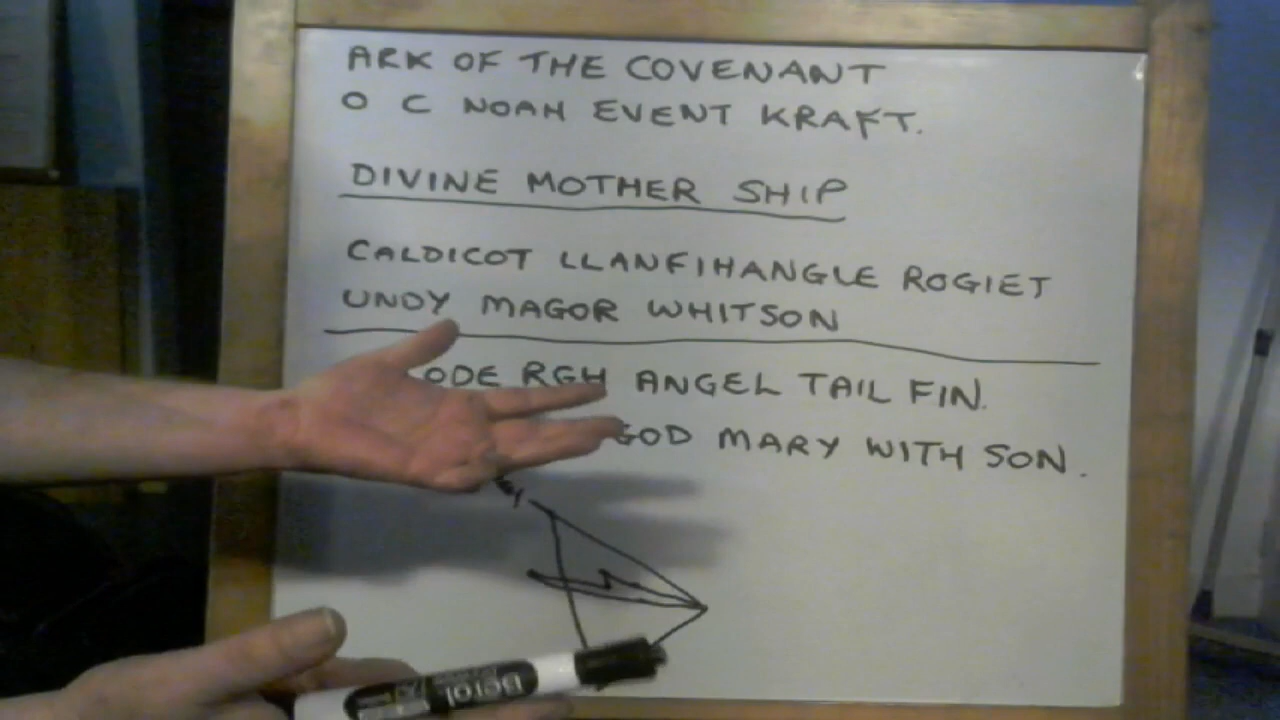 ARK OF THE COVENANT
O C NOAH EVENT KRAFT.
DIVINE MOTHER SHIP
CALDICOT LLANFIHANGLE ROGIET
UNDY MAGOR WHITSON
ODE RGH ANGEL TAIL FIN.
GOD MARY WITH SON.
Berol